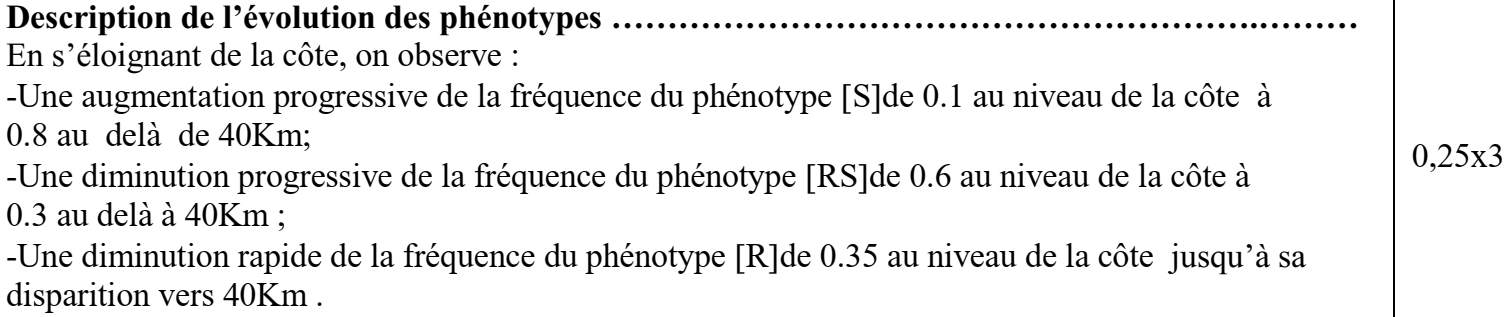 Description de l’évolution des phénotypes ……………………………………………………….………
En s’éloignant de la côte, on observe :
-Une augmentation progressive de la fréquence du phénotype [S]de 0.1 au niveau de la côte à
0.8 au delà de 40Km;
-Une diminution progressive de la fréquence du phénotype [RS]de 0.6 au niveau de la côte à
0.3 au delà à 40Km ;
-Une diminution rapide de la fréquence du phénotype [R]de 0.35 au niveau de la côte jusqu’à sa
disparition vers 40Km .
0,25x3